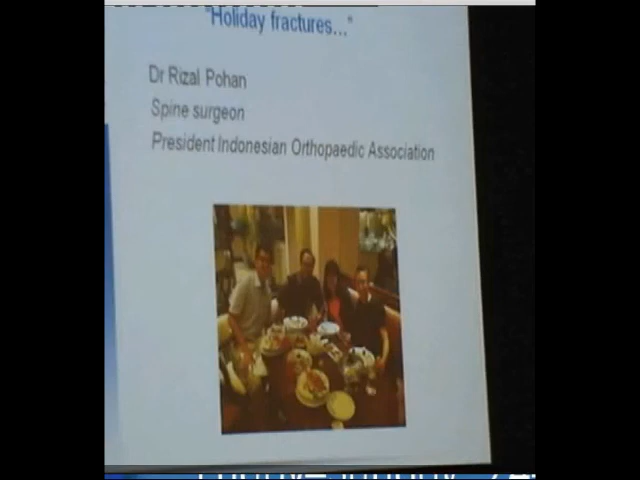 "Holiday fractures..."
Dr Rizal Pohan
Spine surgeon
President Indonesian Orthopaedic Association